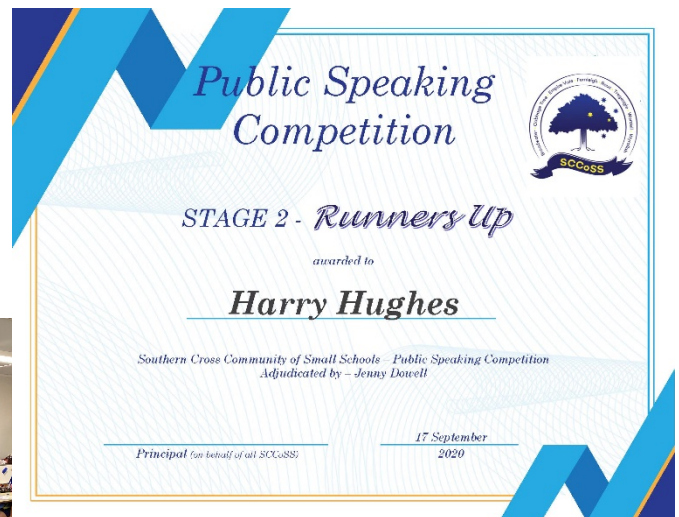 Public Speaking
Competition
SCCoSS
STAGE 2 - Runners Up
awarded to
Harry Hughes
Southern Cross Community of Small Schools – Public Speaking Competition
Adjudicated by – Jenny Dowell
17 September
Principal (on behalf of all SCCoSS)
2020